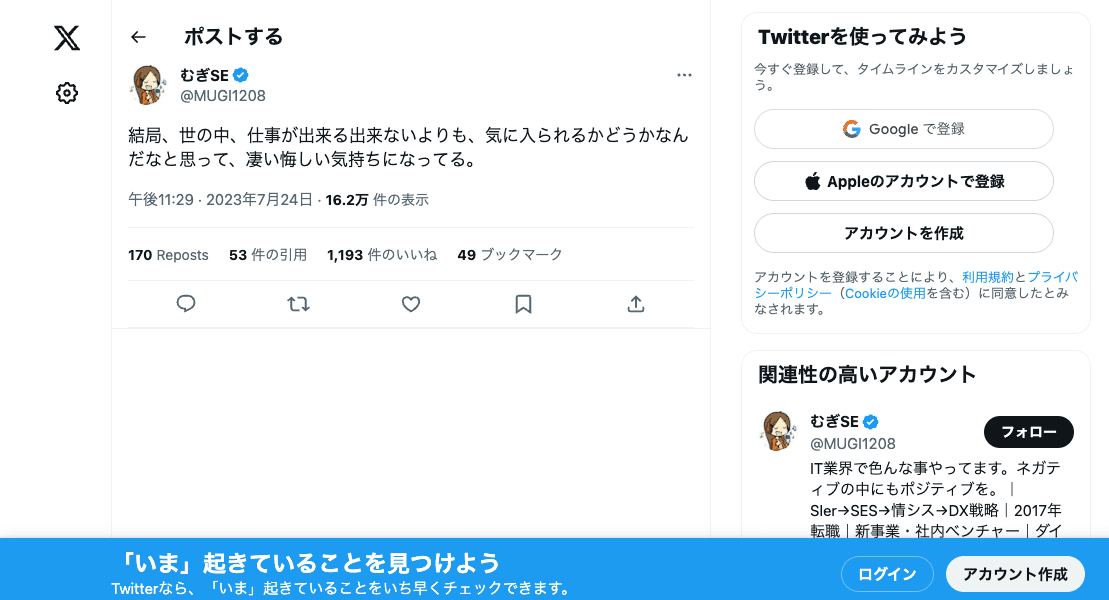 ポストする
むぎSE
@MUGI1208
結局、世の中、仕事が出来る出来ないよりも、気に入られるかどうかなん
だなと思って、凄い悔しい気持ちになってる。
午後11:29 · 2023年7月24日 · 16.2万 件の表示
170 Reposts 53 件の引用 1,193 件のいいね 49 ブックマーク
Twitterを使ってみよう
今すぐ登録して、タイムラインをカスタマイズしましょ
う。
Google で登録
Appleのアカウントで登録
アカウントを作成
アカウントを登録することにより、利用規約とプライバ
シーポリシー（Cookieの使用を含む）に同意したとみ
なされます。
関連性の高いアカウント
むぎSE
@MUGI1208
フォロー
IT業界で色んな事やってます。ネガテ
ィブの中にもポジティブを。｜
SIer→SES→情シス→DX戦略｜2017年
転職｜新事業・社内ベンチャー｜ダイ
「いま」起きていることを見つけよう
Twitterなら、「いま」起きていることをいち早くチェックできます。
ログイン
アカウント作成